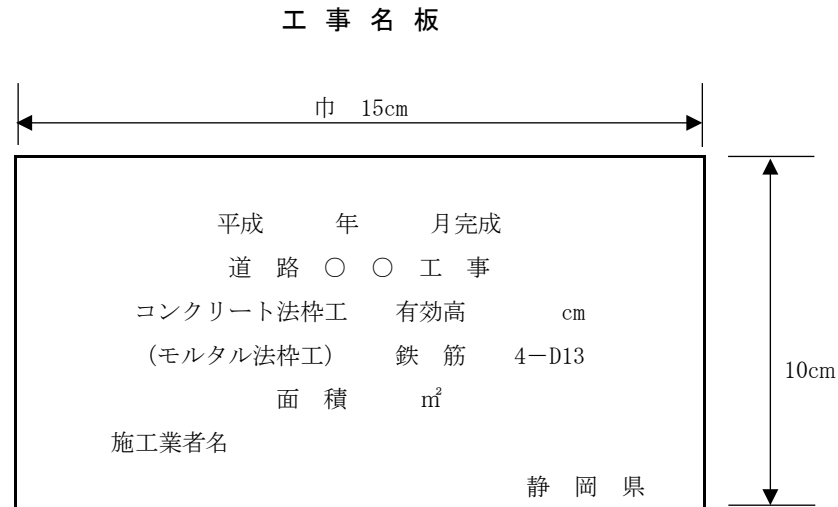 工 事 名 板
巾 15cm
平成 年 月完成
道 路 ○ ○ 工 事
コンクリート法枠工 有効高 cm
(モルタル法枠工) 鉄 筋 4-D13
10cm
面 積 ㎡
施工業者名
静 岡 県